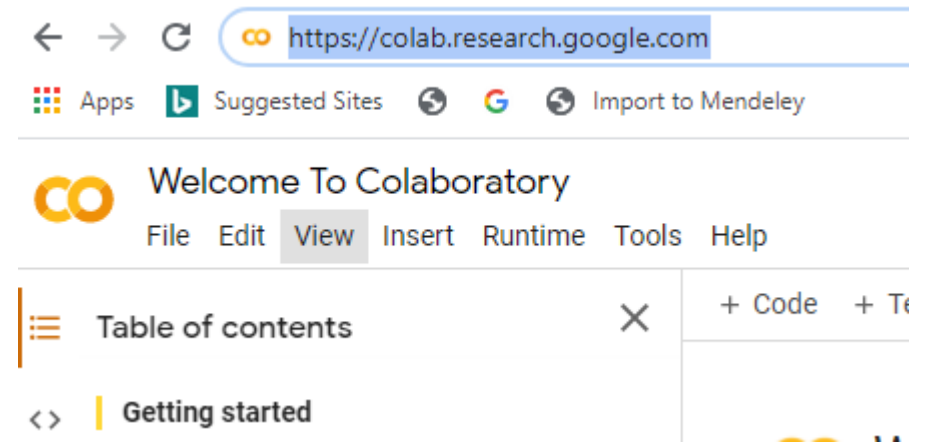 https://colab.research.google.com
Apps Suggested Sites Import to Mendeley
Welcome To Colaboratory
File Edit View Insert Runtime Tools Help
Table of contents
+ Code + Te
Getting started